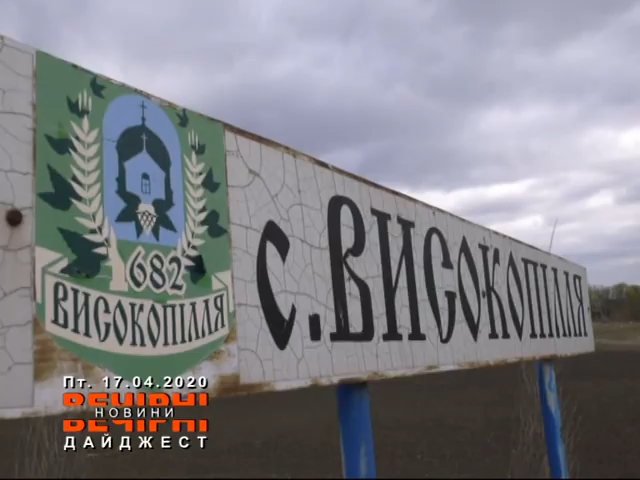 682
ВИСОКОПІЛЛЯ
с. ВИСОКОПІЛЛЯ
Пт. 17.04.2020
ВЕЧІРНІ
НОВИНИ
ДАЙДЖЕСТ